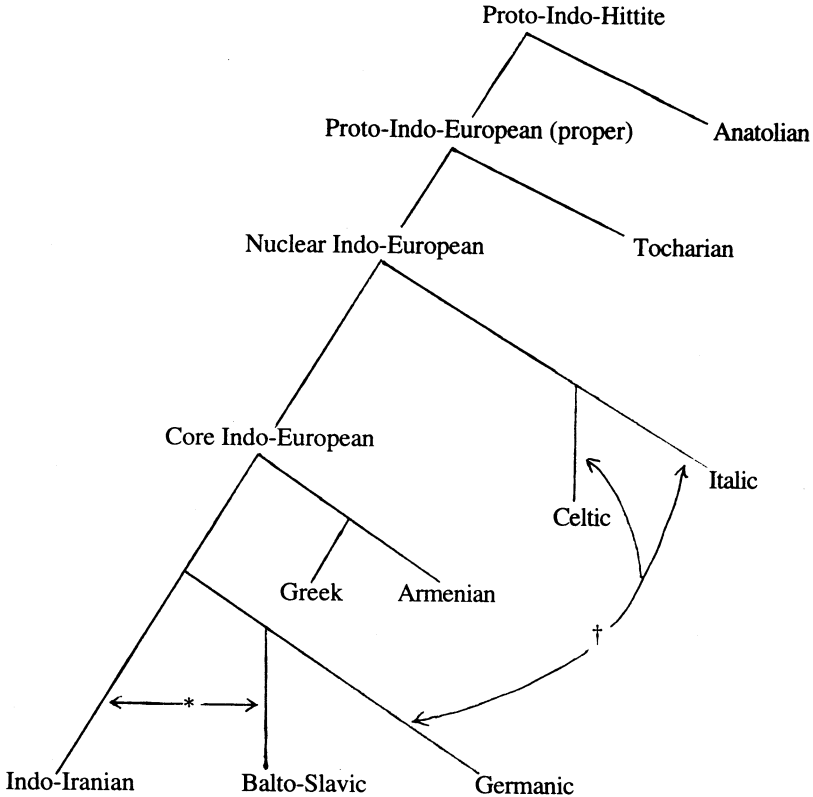 Proto-Indo-Hittite
Proto-Indo-European (proper)
Anatolian
Nuclear Indo-European
Tocharian
Core Indo-European
Italic
Celtic
Greek
Armenian
†
*
Indo-Iranian
Balto-Slavic
Germanic